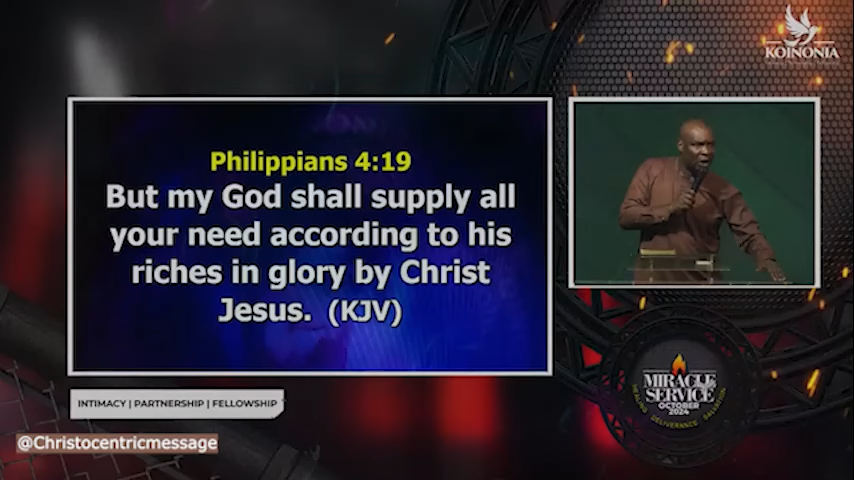 KOINONIA
Philippians 4:19
But my God shall supply all
your need according to his
riches in glory by Christ
Jesus. (KJV)
MIRACLE
SERVICE
OCTOBER
2024
HEALING DELIVERANCE SALVATION
INTIMACY | PARTNERSHIP | FELLOWSHIP
@Christocentricmessage